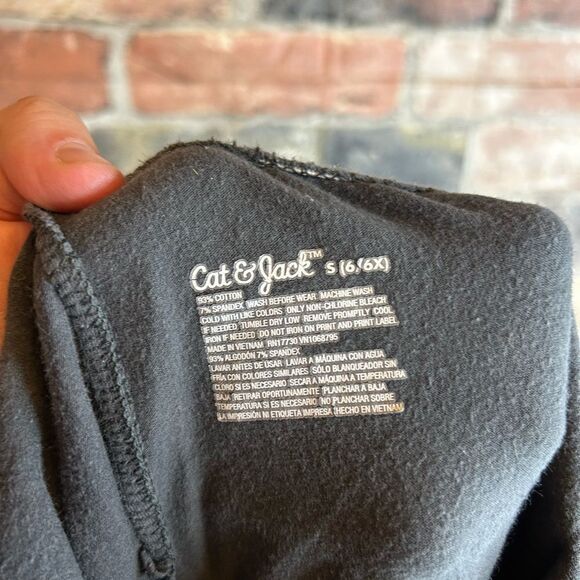 Cat & Jack™ S (6/6X)
93% COTTON
7% SPANDEX WASH BEFORE WEAR MACHINE WASH
COLD WITH LIKE COLORS ONLY NON-CHLORINE BLEACH
IF NEEDED TUMBLE DRY LOW REMOVE PROMPTLY COOL
IRON IF NEEDED DO NOT IRON ON PRINT AND PRINT LABEL
MADE IN VIETNAM RN17730 VN1068795
93% ALGODÓN 7% SPANDEX
LAVAR ANTES DE USAR LAVAR A MÁQUINA CON AGUA
FRÍA CON COLORES SIMILARES SÓLO BLANQUEADOR SIN
CLORO SI ES NECESARIO SECAR A MÁQUINA A TEMPERATURA
BAJA RETIRAR OPORTUNAMENTE PLANCHAR A BAJA
TEMPERATURA SI ES NECESARIO NO PLANCHAR SOBRE
LA IMPRESIÓN NI ETIQUETA IMPRESA HECHO EN VIETNAM